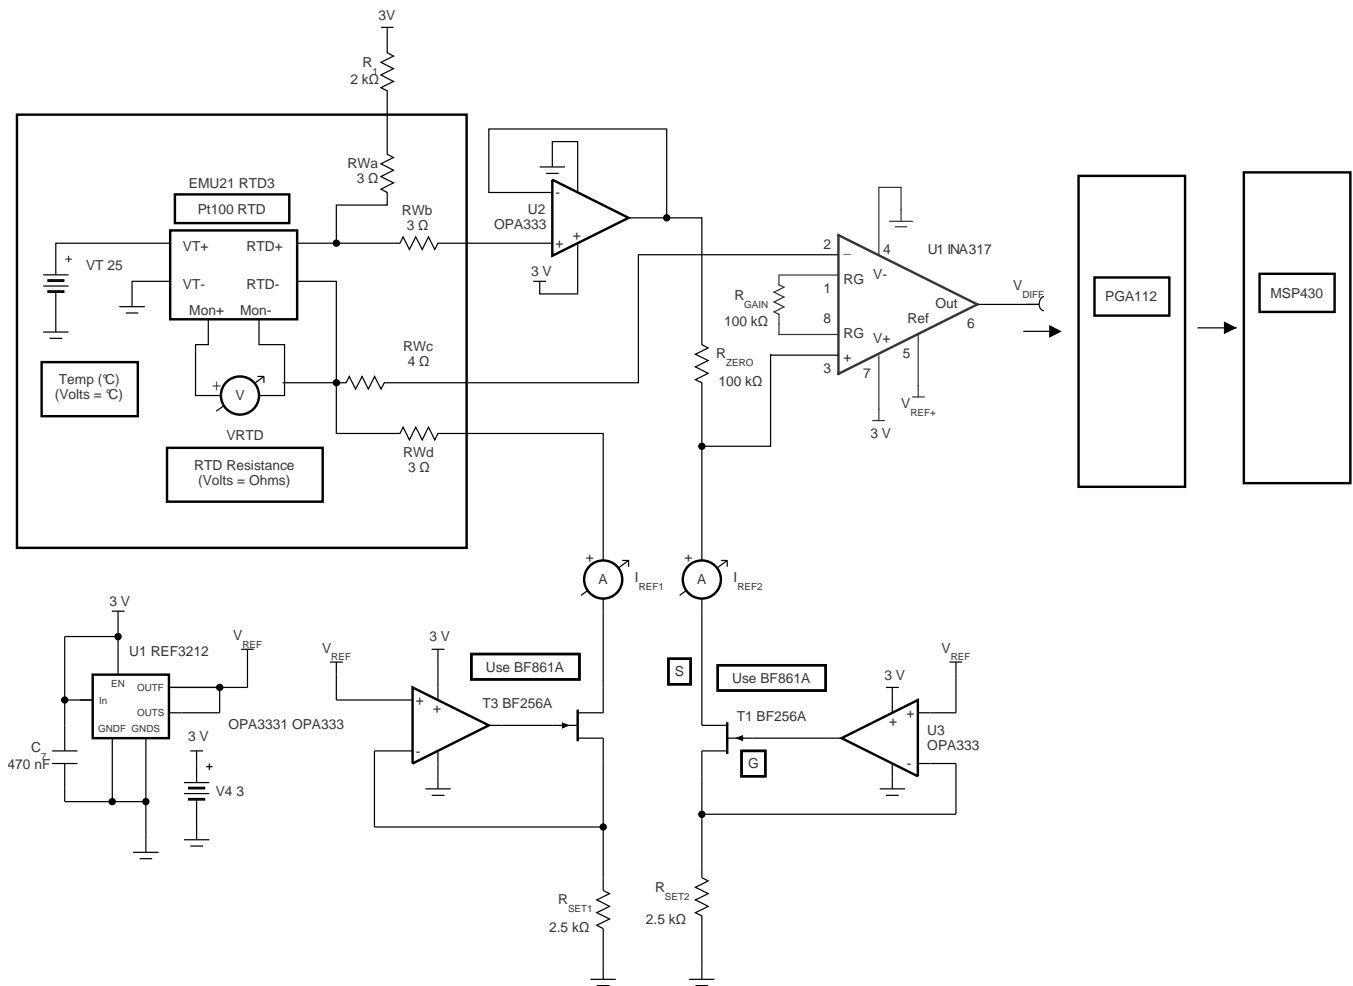 3V
R1
2 kΩ
RWa
3 Ω
EMU21 RTD3
Pt100 RTD
RWb
3 Ω
VT+
RTD+
VT-
RTD-
Mon+
Mon-
+
VT 25
Temp (°C)
(Volts = °C)
RWc
4 Ω
+
V
VRTD
RTD Resistance
(Volts = Ohms)
RWd
3 Ω
U2
OPA333
-
+
+
3 V
2
4
U1 INA317
−
RG
V-
1
RGAIN
100 kΩ
8
RG
V+
Ref
Out
6
VDIFF
+
3
7
5
VREF+
3 V
RZERO
100 kΩ
PGA112
MSP430
+
A
IREF1
+
A
IREF2
3 V
U1 REF3212
VREF
EN
OUTF
In
OUTS
GNDF
GNDS
C7
470 nF
OPA3331 OPA333
3 V
+
V4 3
VREF
3 V
Use BF861A
T3 BF256A
+
+
-
S
Use BF861A
T1 BF256A
G
3 V
VREF
+
+
-
U3
OPA333
RSET1
2.5 kΩ
RSET2
2.5 kΩ